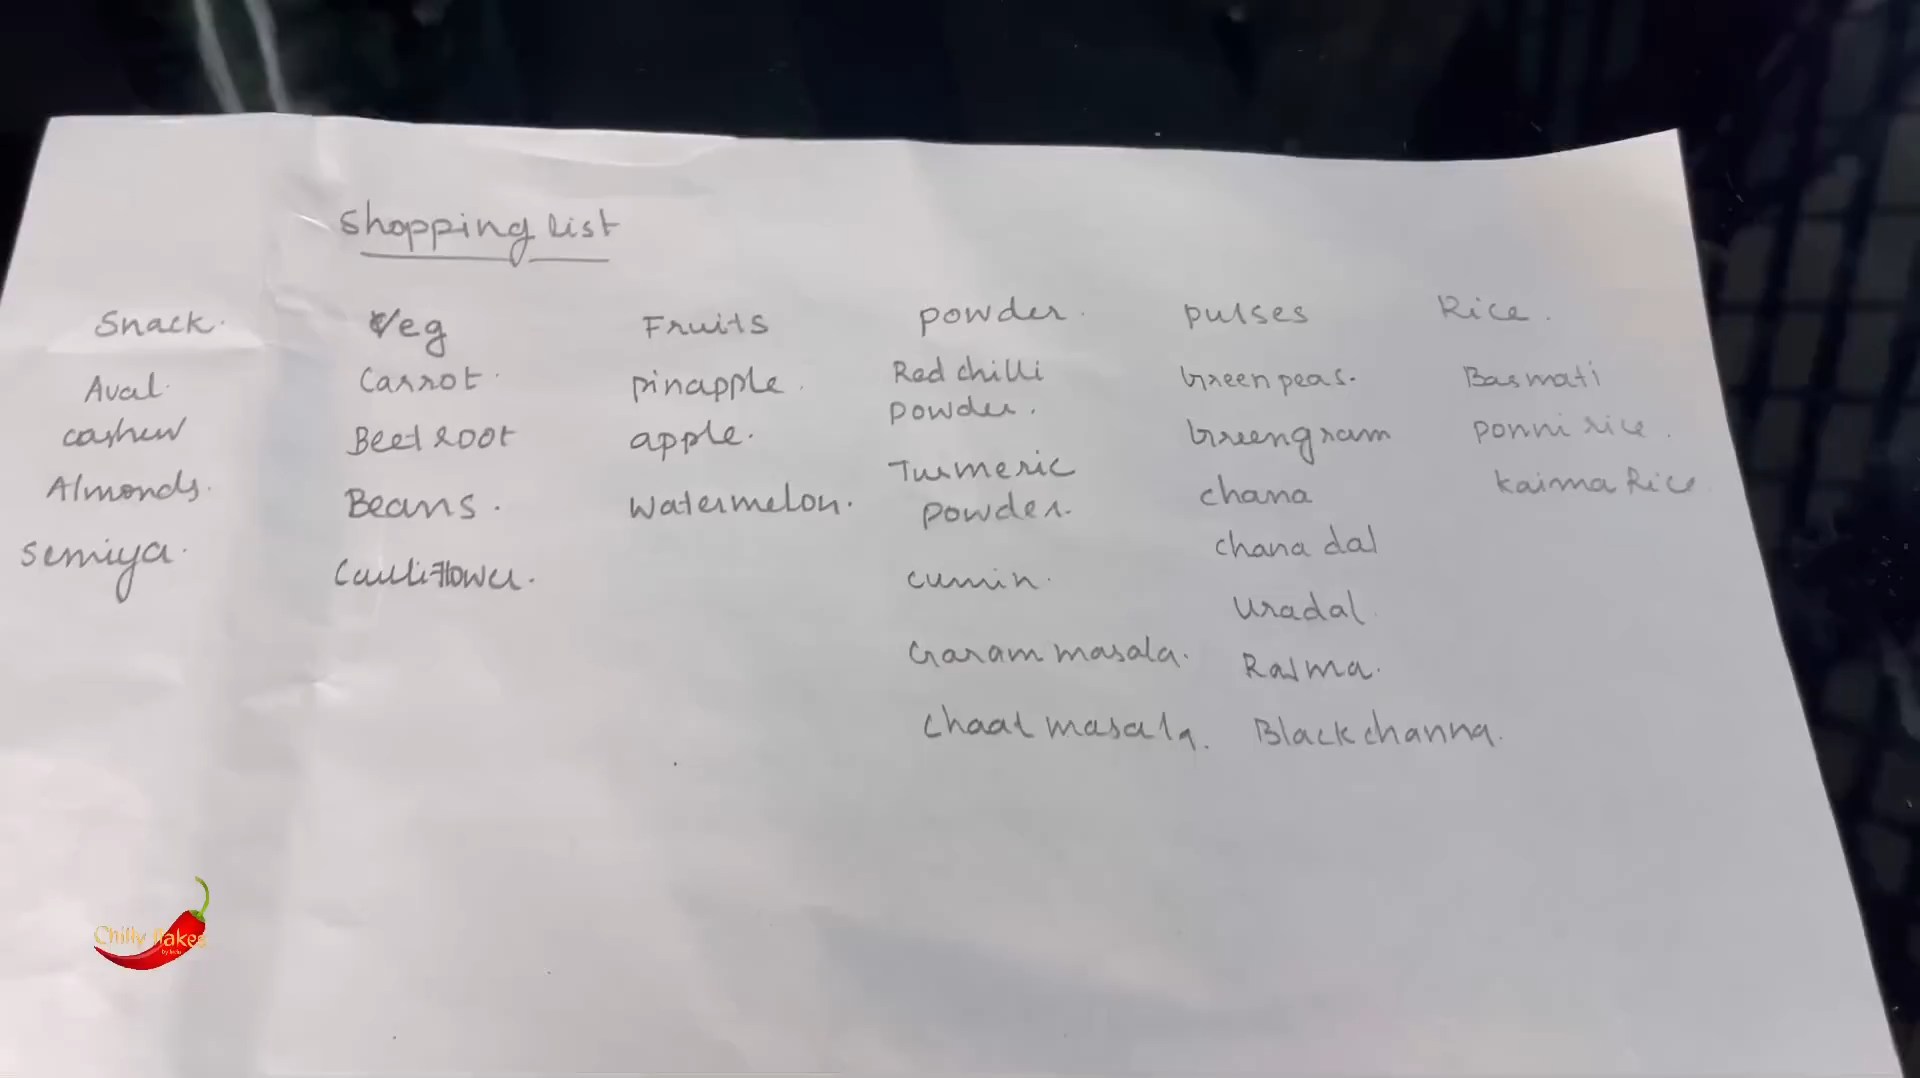 Shopping list
Snack.
Aval.
cashew
Almonds.
semiya.
Veg
Carrot.
Beetroot
Beans.
Cauliflower.
Fruits
pinapple.
apple.
Watermelon.
powder.
Red chilli
powder.
Turmeric
powder.
cumin.
Garam masala.
Chaat masala.
pulses
Green peas.
Greengram
chana
chana dal
uradal.
Rajma.
Black channa.
Rice.
Basmati
ponni rice.
kaima Rice
Chilly flakes